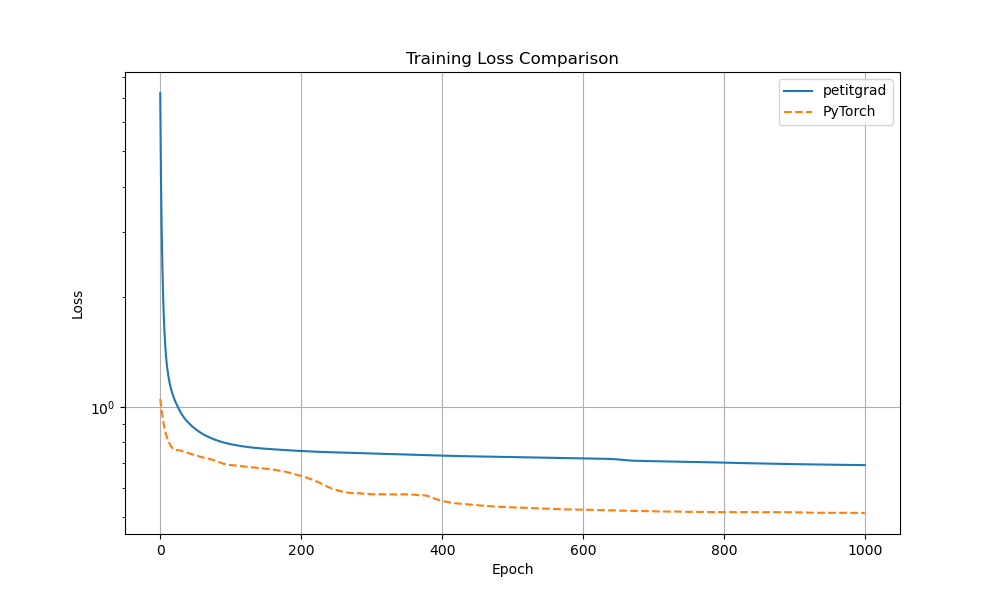 Training Loss Comparison
petitgrad
PyTorch
Loss
10⁰
0 200 400 600 800 1000
Epoch